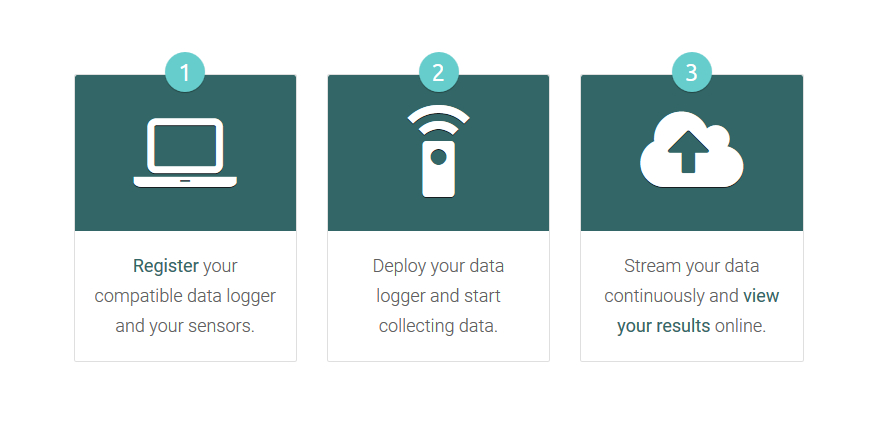 1
Register your
compatible data logger
and your sensors.
2
Deploy your data
logger and start
collecting data.
3
Stream your data
continuously and view
your results online.